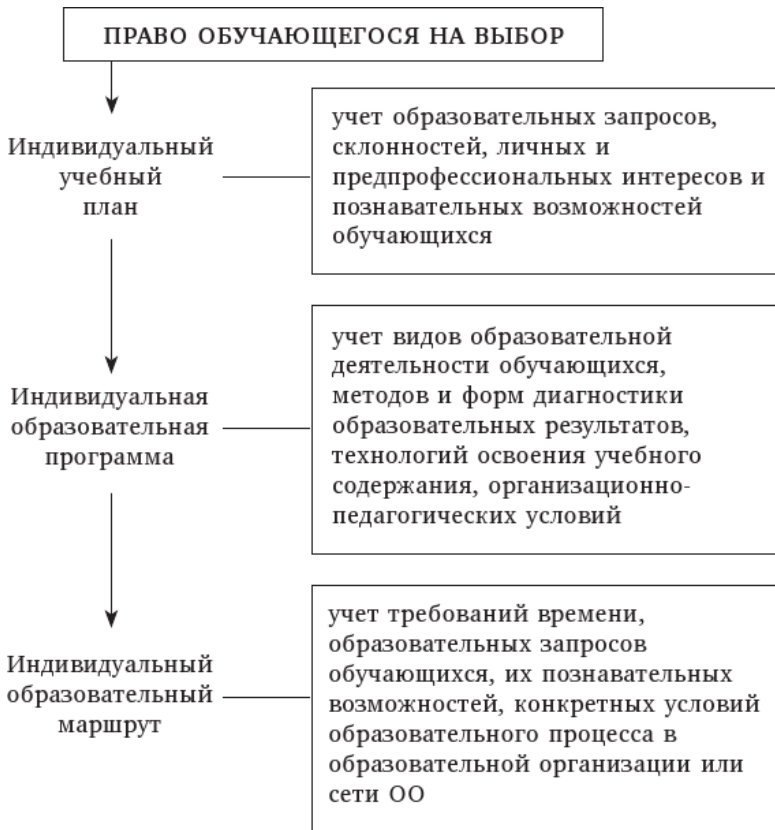 ПРАВО ОБУЧАЮЩЕГОСЯ НА ВЫБОР
Индивидуальный
учебный
план
учет образовательных запросов,
склонностей, личных и
предпрофессиональных интересов и
познавательных возможностей
обучающихся
Индивидуальная
образовательная
программа
учет видов образовательной
деятельности обучающихся,
методов и форм диагностики
образовательных результатов,
технологий освоения учебного
содержания, организационно-
педагогических условий
Индивидуальный
образовательный
маршрут
учет требований времени,
образовательных запросов
обучающихся, их познавательных
возможностей, конкретных условий
образовательного процесса в
образовательной организации или
сети ОО